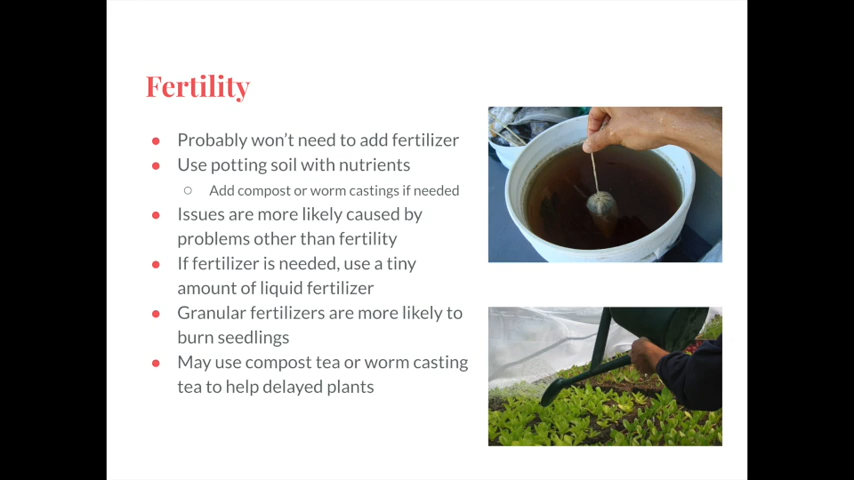 Fertility
● Probably won't need to add fertilizer
● Use potting soil with nutrients
○ Add compost or worm castings if needed
● Issues are more likely caused by
problems other than fertility
● If fertilizer is needed, use a tiny
amount of liquid fertilizer
● Granular fertilizers are more likely to
burn seedlings
● May use compost tea or worm casting
tea to help delayed plants